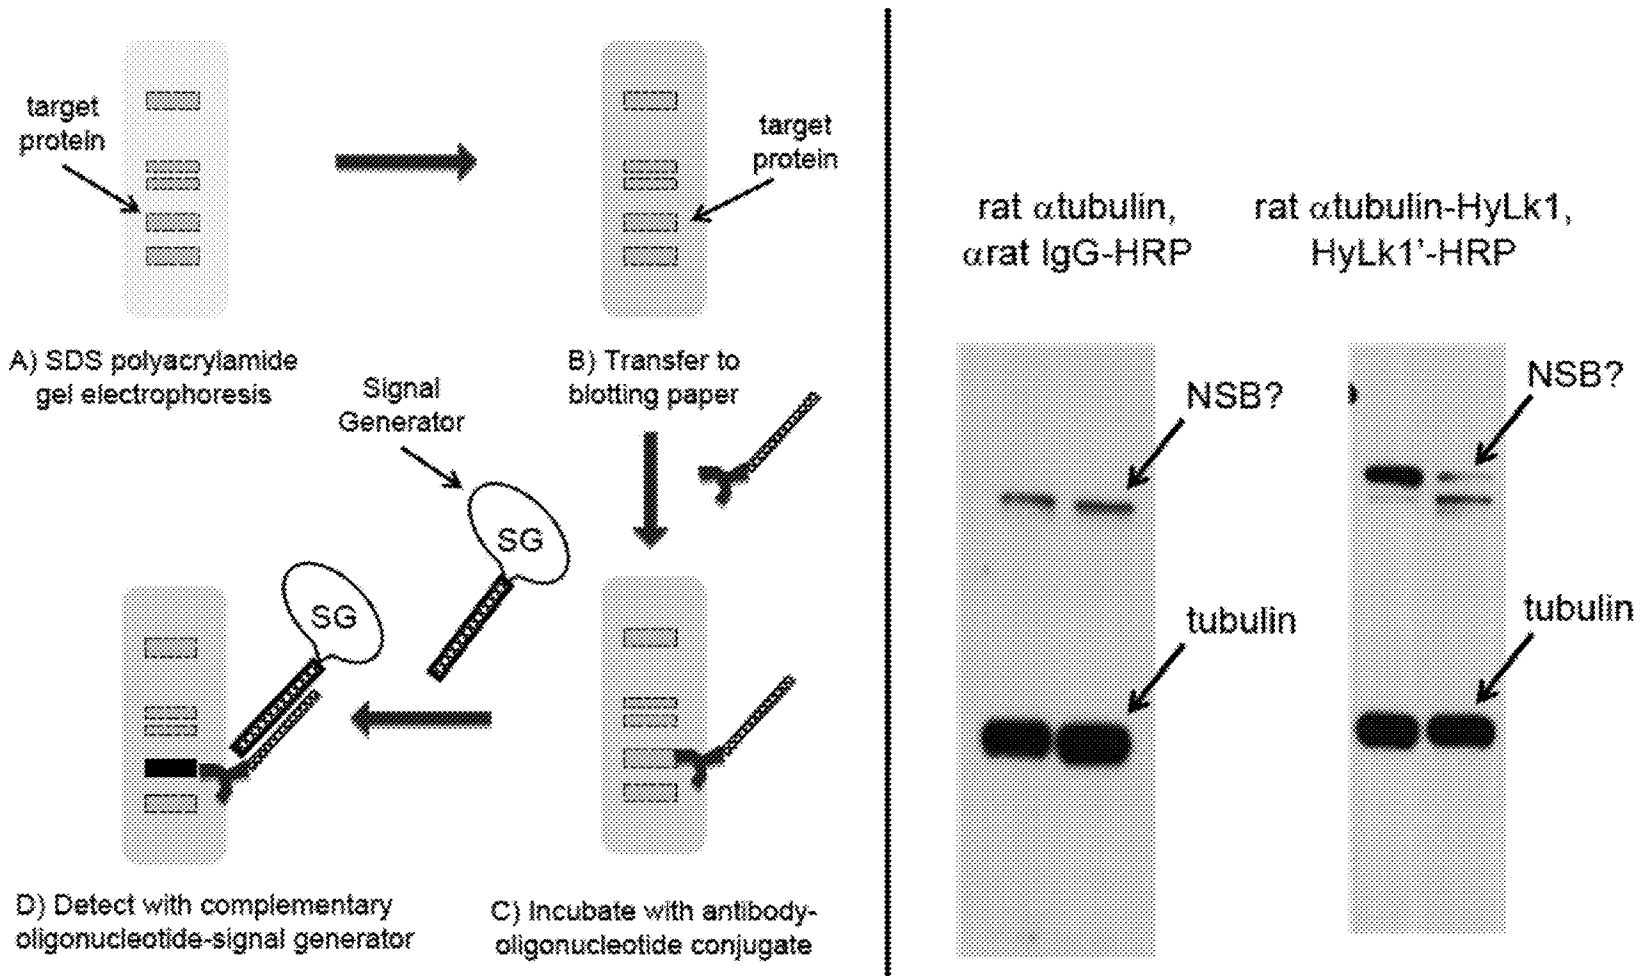 target
protein
target
protein
A) SDS polyacrylamide
gel electrophoresis
B) Transfer to
blotting paper
Signal
Generator
SG
SG
D) Detect with complementary
oligonucleotide-signal generator
C) Incubate with antibody-
oligonucleotide conjugate
rat αtubulin,
αrat IgG-HRP
rat αtubulin-HyLk1,
HyLk1'-HRP
NSB?
NSB?
tubulin
tubulin